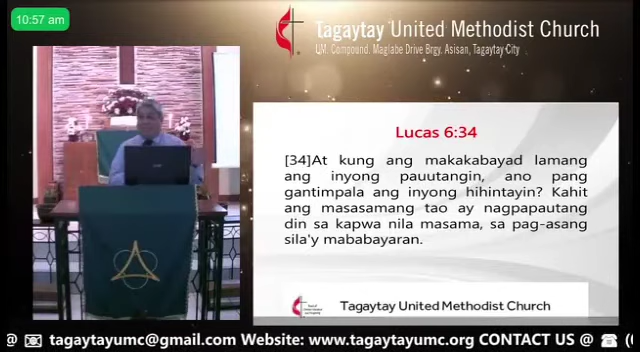 10:57 am
Tagaytay United Methodist Church
UM. Compound. Maglabe Drive Brgy. Asisan, Tagaytay City
Lucas 6:34
[34]At kung ang makakabayad lamang
ang inyong pauutangin, ano pang
gantimpala ang inyong hihintayin? Kahit
ang masasamang tao ay nagpapautang
din sa kapwa nila masama, sa pag-asang
sila'y mababayaran.
Tagaytay United Methodist Church
@ tagaytayumc@gmail.com Website: www.tagaytayumc.org CONTACT US @ ☎ (